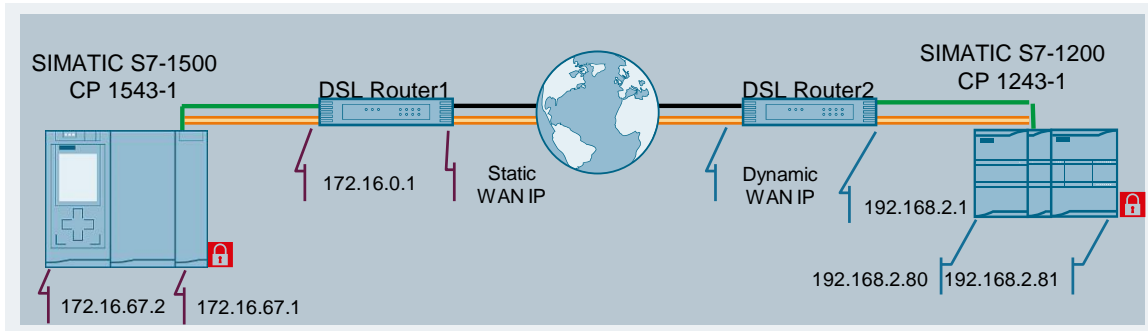 SIMATIC S7-1500
CP 1543-1
DSL Router1
DSL Router2
SIMATIC S7-1200
CP 1243-1
172.16.0.1
Static
WAN IP
Dynamic
WAN IP
192.168.2.1
172.16.67.2
172.16.67.1
192.168.2.80
192.168.2.81